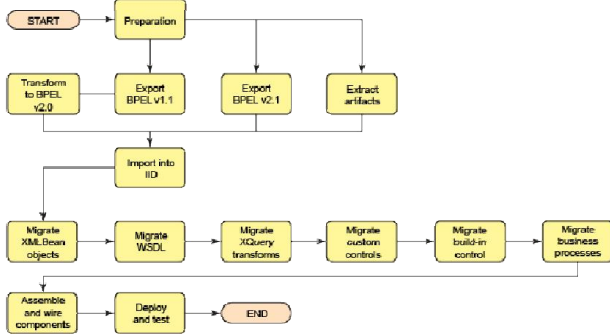 START
Preparation
Transform
to BPEL
v2.0
Export
BPEL v1.1
Export
BPEL v2.1
Extract
artifacts
Import into
IID
Migrate
XMLBean
objects
Migrate
WSDL
Migrate
XQuery
transforms
Migrate
custom
controls
Migrate
build-in
control
Migrate
business
processes
Assemble
and wire
components
Deploy
and test
END